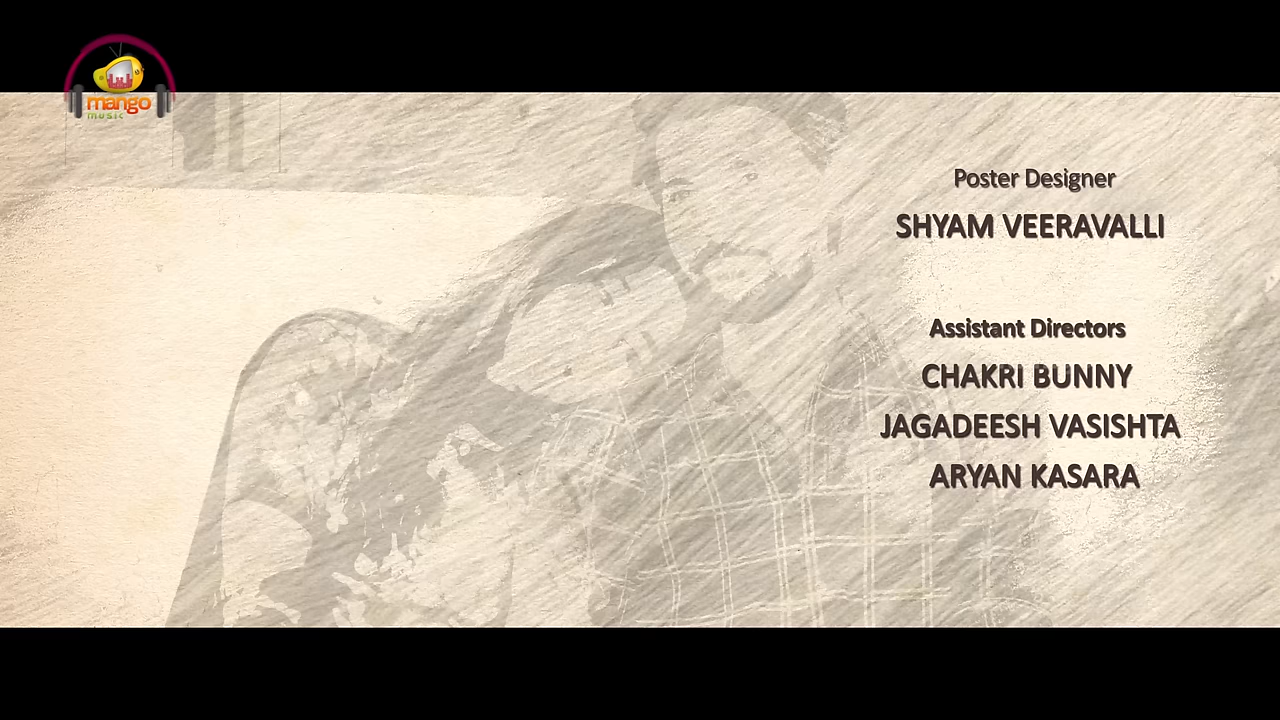 mango
music
Poster Designer
SHYAM VEERAVALLI
Assistant Directors
CHAKRI BUNNY
JAGADEESH VASISHTA
ARYAN KASARA